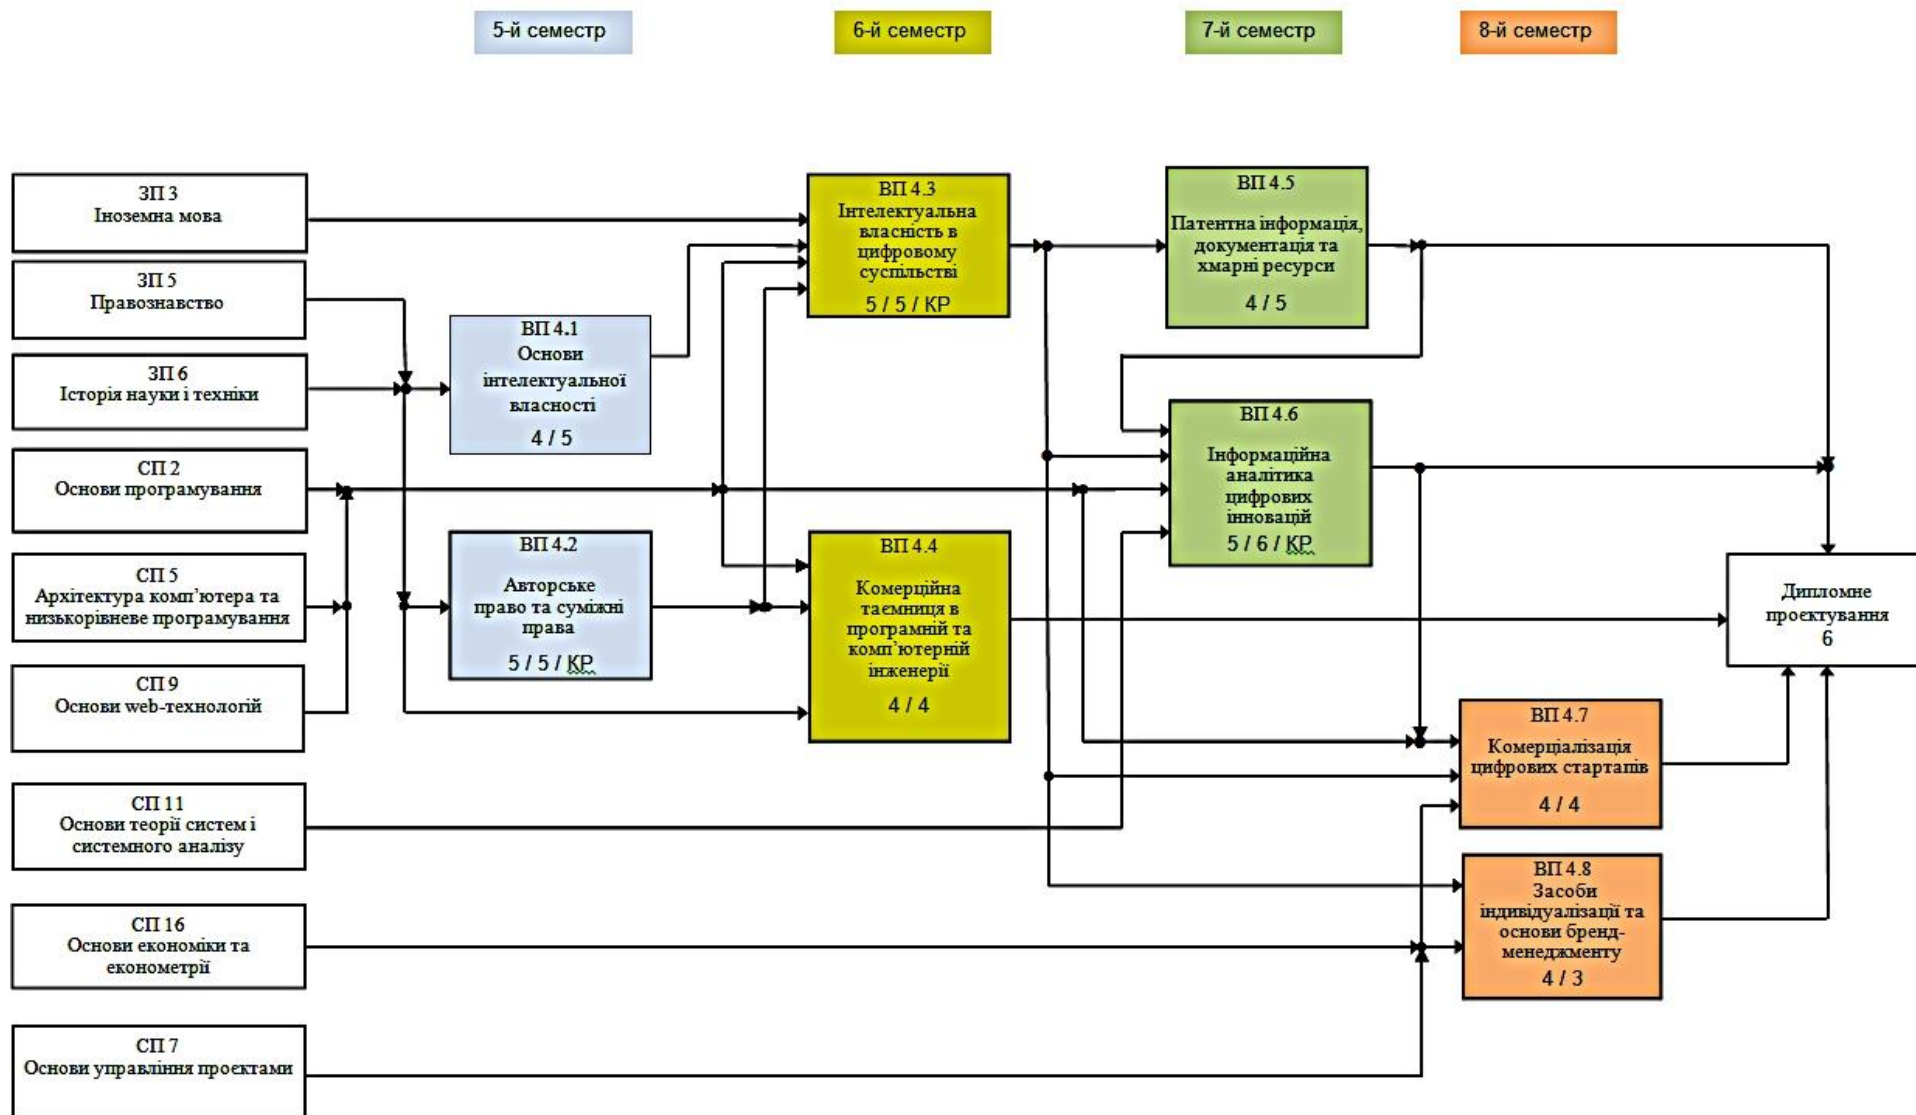 5-й семестр
6-й семестр
7-й семестр
8-й семестр
ЗП 3
Іноземна мова
ЗП 5
Правознавство
ЗП 6
Історія науки і техніки
СП 2
Основи програмування
СП 5
Архітектура комп’ютера та
низькорівневе програмування
СП 9
Основи web-технологій
СП 11
Основи теорії систем і
системного аналізу
СП 16
Основи економіки та
економетрії
СП 7
Основи управління проєктами
ВП 4.1
Основи
інтелектуальної
власності
4 / 5
ВП 4.2
Авторське
право та суміжні
права
5 / 5 / КР
ВП 4.3
Інтелектуальна
власність в
цифровому
суспільстві
5 / 5 / КР
ВП 4.4
Комерційна
таємниця в
програмній та
комп’ютерній
інженерії
4 / 4
ВП 4.5
Патентна інформація,
документація та
хмарні ресурси
4 / 5
ВП 4.6
Інформаційна
аналітика
цифрових
інновацій
5 / 6 / КР
ВП 4.7
Комерціалізація
цифрових стартапів
4 / 4
ВП 4.8
Засоби
індивідуалізації та
основи бренд-
менеджменту
4 / 3
Дипломне
проєктування
6